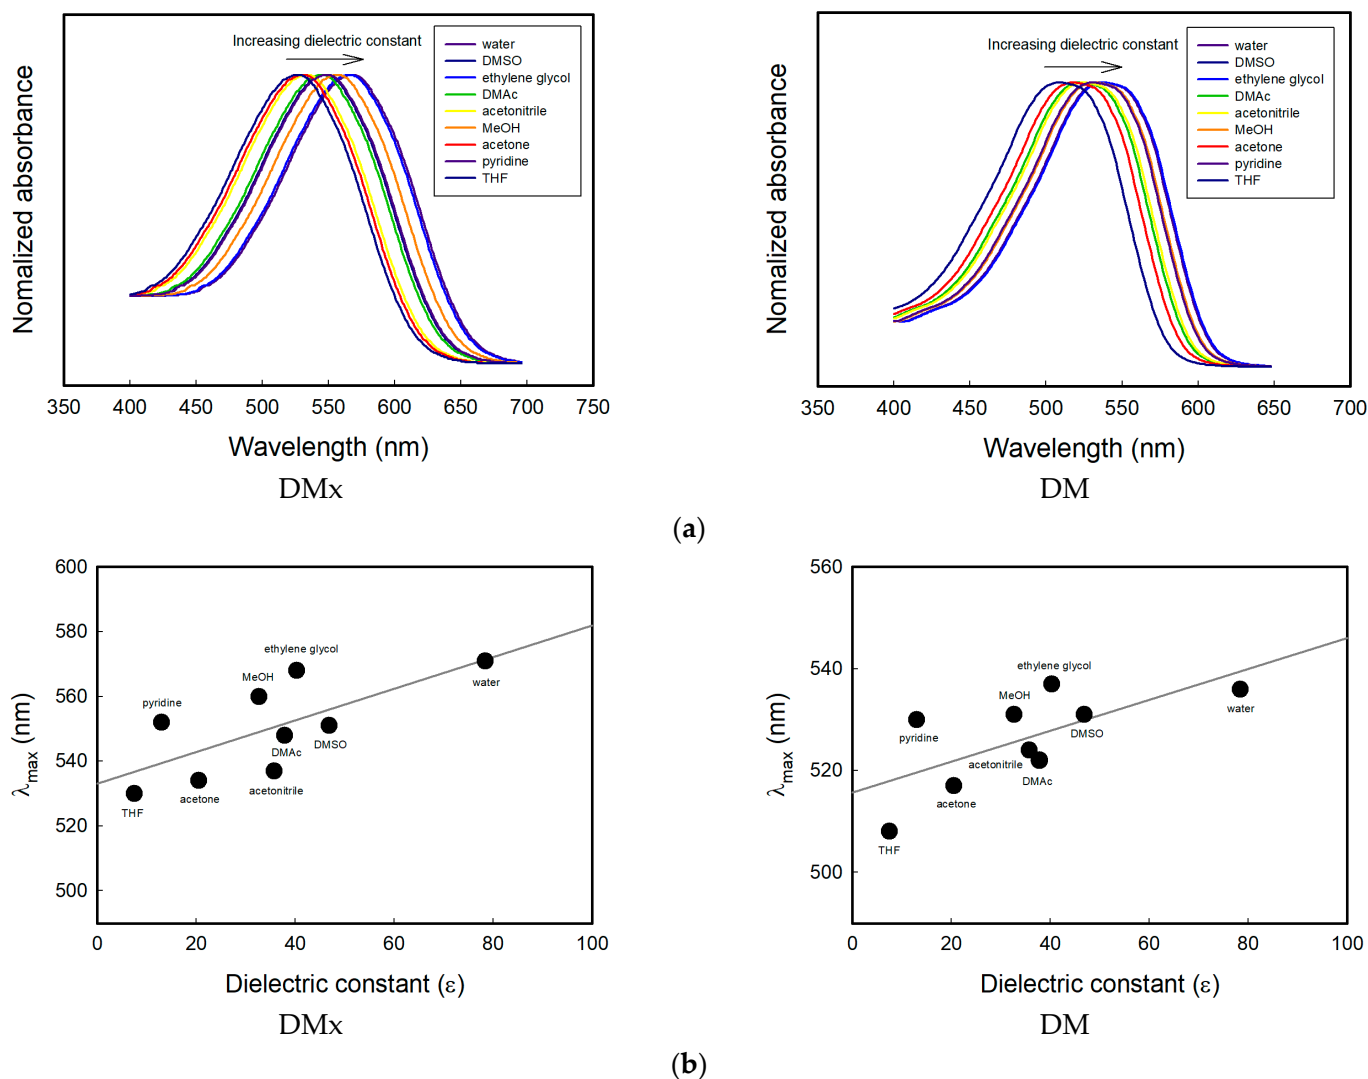 Increasing dielectric constant
water
DMSO
ethylene glycol
DMAc
acetonitrile
MeOH
acetone
pyridine
THF
Nomalized absorbance
350 400 450 500 550 600 650 700 750
Wavelength (nm)
DMx
Increasing dielectric constant
water
DMSO
ethylene glycol
DMAc
acetonitrile
MeOH
acetone
pyridine
THF
Nomalized absorbance
350 400 450 500 550 600 650 700
Wavelength (nm)
DM
(a)
600
580
560
540
520
500
λmax (nm)
ethylene glycol
MeOH
pyridine
water
DMSO
DMAc
acetonitrile
acetone
THF
0 20 40 60 80 100
Dielectric constant (ε)
DMx
560
540
520
500
λmax (nm)
ethylene glycol
MeOH
water
pyridine
DMSO
acetonitrile
DMAc
acetone
THF
0 20 40 60 80 100
Dielectric constant (ε)
DM
(b)